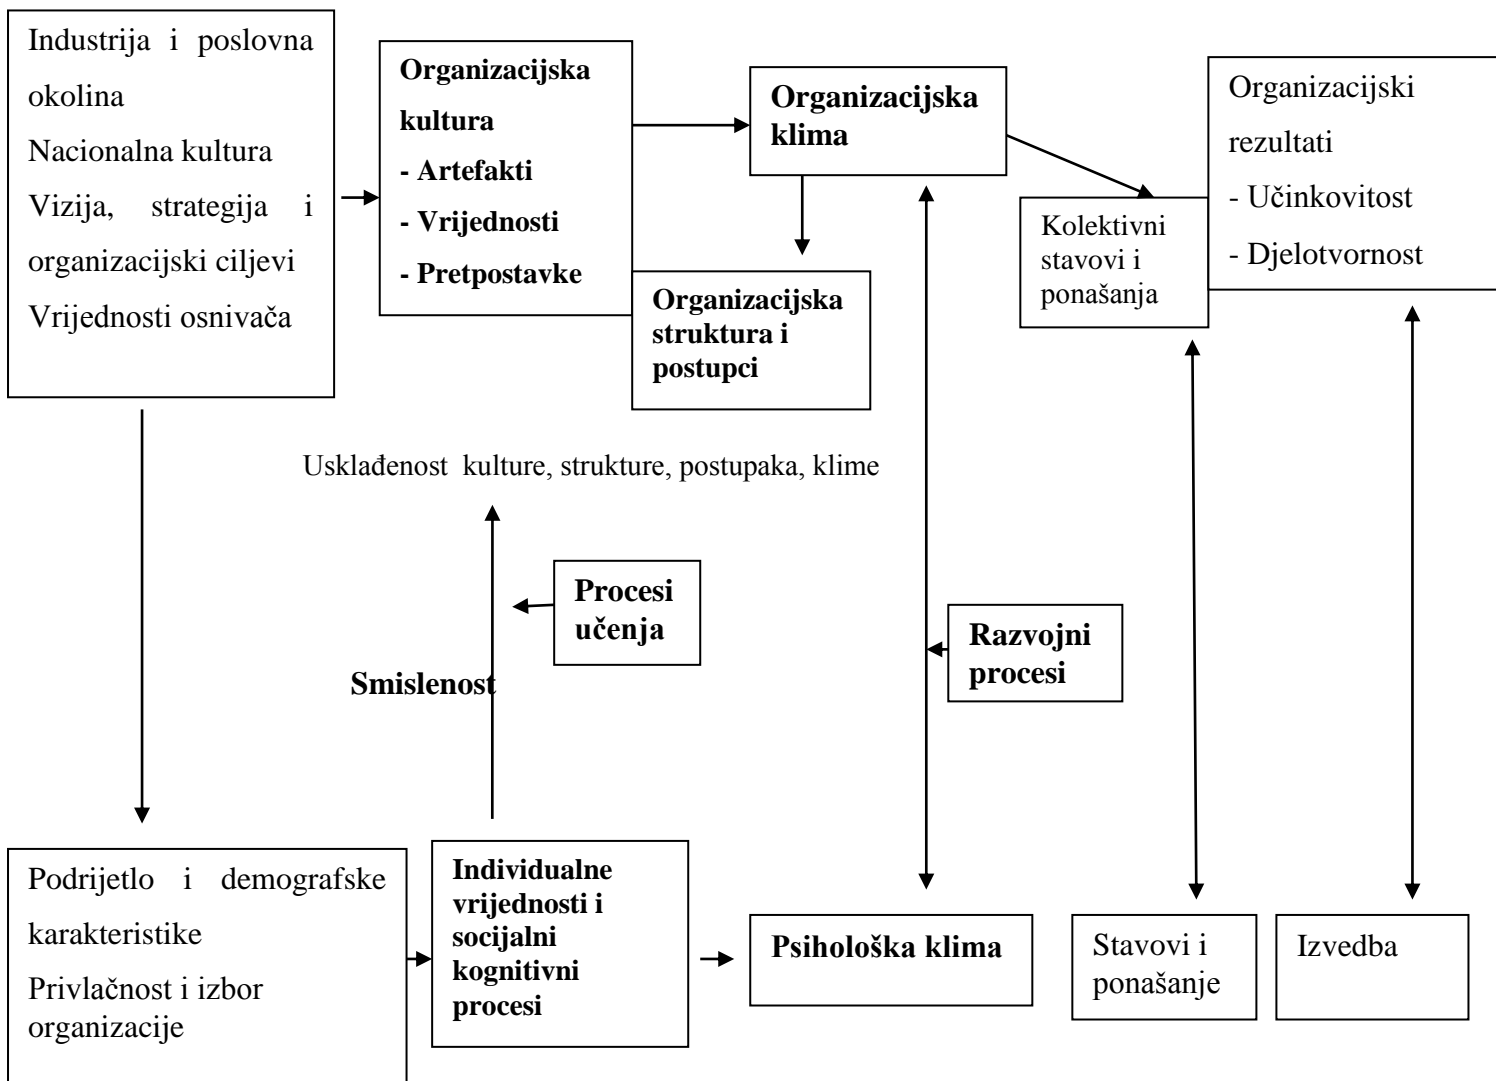 Industrija i poslovna
okolina
Nacionalna kultura
Vizija, strategija i
organizacijski ciljevi
Vrijednosti osnivača
Organizacijska
kultura
- Artefakti
- Vrijednosti
- Pretpostavke
Organizacijska
klima
Organizacijska
struktura i
postupci
Kolektivni
stavovi i
ponašanja
Organizacijski
rezultati
- Učinkovitost
- Djelotvornost
Usklađenost kulture, strukture, postupaka, klime
Procesi
učenja
Smislenost
Razvojni
procesi
Podrijetlo i demografske
karakteristike
Privlačnost i izbor
organizacije
Individualne
vrijednosti i
socijalni
kognitivni
procesi
Psihološka klima
Stavovi i
ponašanje
Izvedba